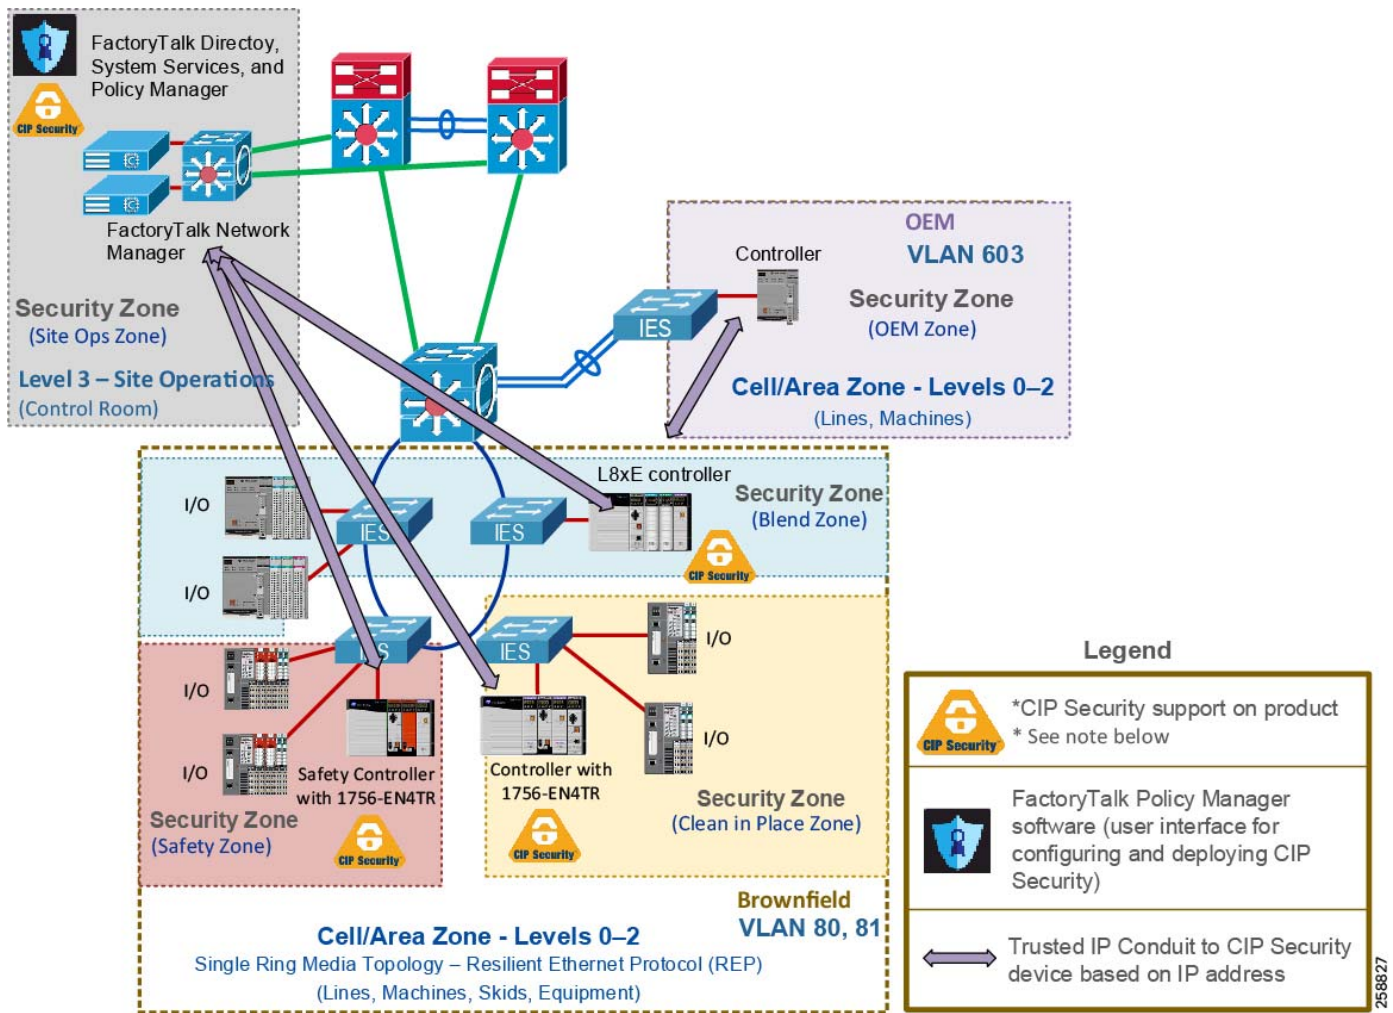 FactoryTalk Directoy,
System Services, and
Policy Manager
CIP Security
FactoryTalk Network
Manager
Security Zone
(Site Ops Zone)
Level 3 – Site Operations
(Control Room)
OEM
VLAN 603
Controller
Security Zone
(OEM Zone)
IES
Cell/Area Zone - Levels 0–2
(Lines, Machines)
L8xE controller
Security Zone
(Blend Zone)
I/O
IES
IES
CIP Security
I/O
IES
IES
I/O
I/O
I/O
I/O
Safety Controller
with 1756-EN4TR
Security Zone
(Safety Zone)
CIP Security
Controller with
1756-EN4TR
CIP Security
Security Zone
(Clean in Place Zone)
Brownfield
VLAN 80, 81
Cell/Area Zone - Levels 0–2
Single Ring Media Topology – Resilient Ethernet Protocol (REP)
(Lines, Machines, Skids, Equipment)
Legend
CIP Security
*CIP Security support on product
* See note below
FactoryTalk Policy Manager
software (user interface for
configuring and deploying CIP
Security)
Trusted IP Conduit to CIP Security
device based on IP address
258827